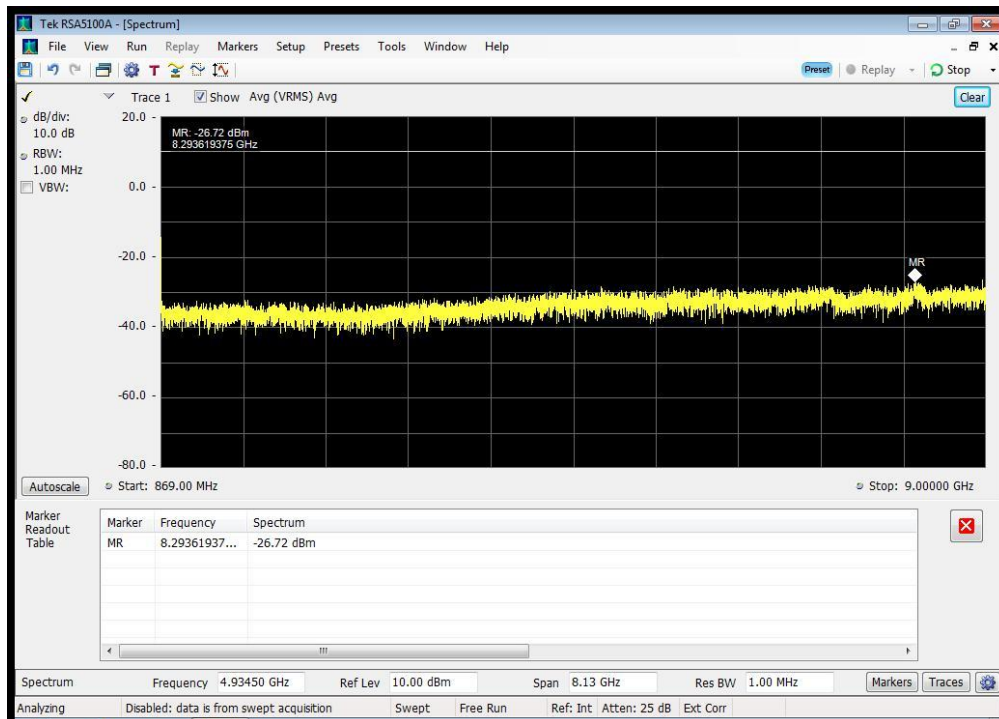 Tek RSA5100A - [Spectrum]
File View Run Replay Markers Setup Presets Tools Window Help
T Preset Replay Stop
Trace 1 Show Avg (VRMS) Avg Clear
dB/div:
10.0 dB
RBW:
1.00 MHz
VBW:
20.0
0.0
-20.0
-40.0
-60.0
-80.0
MR: -26.72 dBm
8.293619375 GHz
MR
Autoscale Start: 869.00 MHz Stop: 9.00000 GHz
Marker
Readout
Table
Marker Frequency Spectrum
MR 8.29361937... -26.72 dBm
Spectrum Frequency 4.93450 GHz Ref Lev 10.00 dBm Span 8.13 GHz Res BW 1.00 MHz Markers Traces
Analyzing Disabled: data is from swept acquisition Swept Free Run Ref: Int Atten: 25 dB Ext Corr